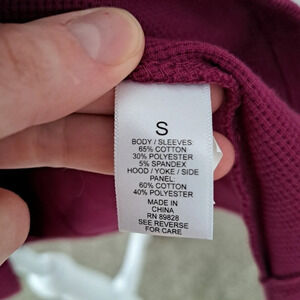 S
BODY / SLEEVES:
65% COTTON
30% POLYESTER
5% SPANDEX
HOOD / YOKE / SIDE
PANEL:
60% COTTON
40% POLYESTER
MADE IN
CHINA
RN 89828
SEE REVERSE
FOR CARE